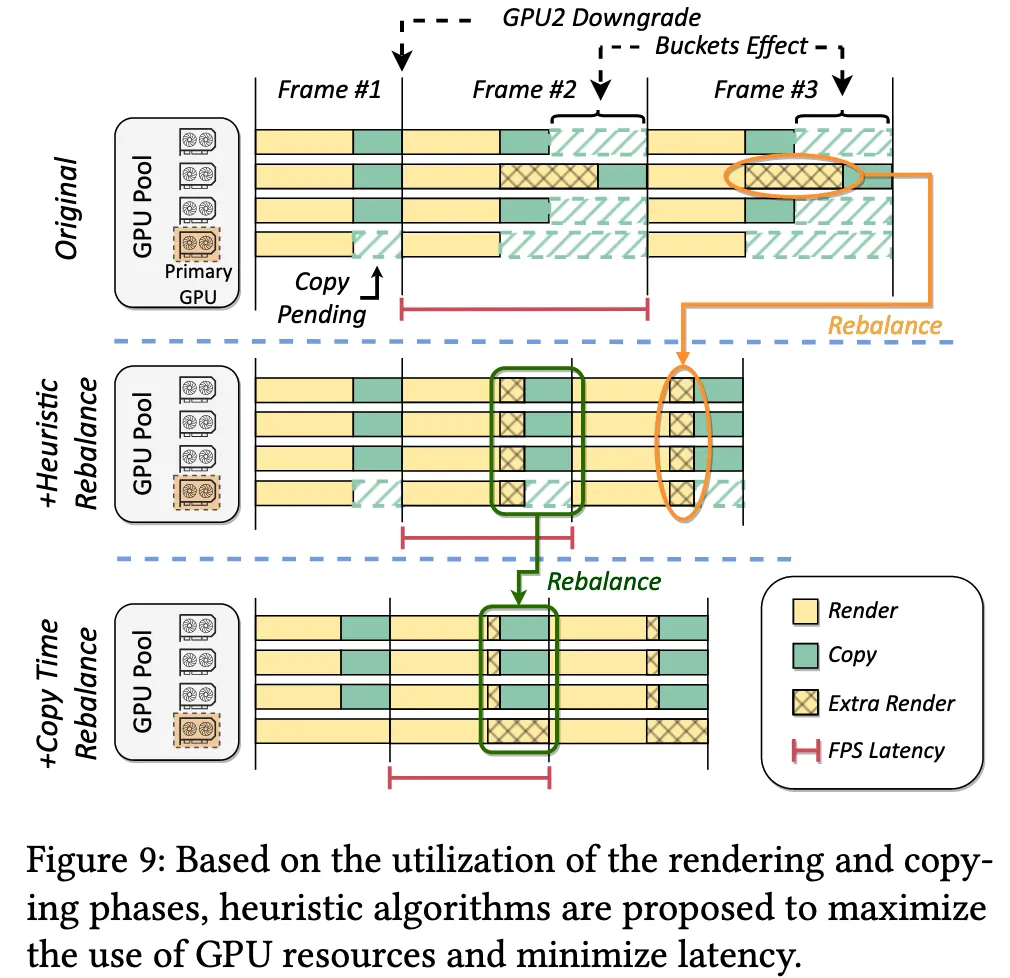 GPU2 Downgrade
Buckets Effect
Frame #1
Frame #2
Frame #3
Original
GPU Pool
Primary
GPU
Copy
Pending
Rebalance
+Heuristic
Rebalance
GPU Pool
Rebalance
+Copy Time
Rebalance
GPU Pool
Render
Copy
Extra Render
FPS Latency
Figure 9: Based on the utilization of the rendering and copy-
ing phases, heuristic algorithms are proposed to maximize
the use of GPU resources and minimize latency.